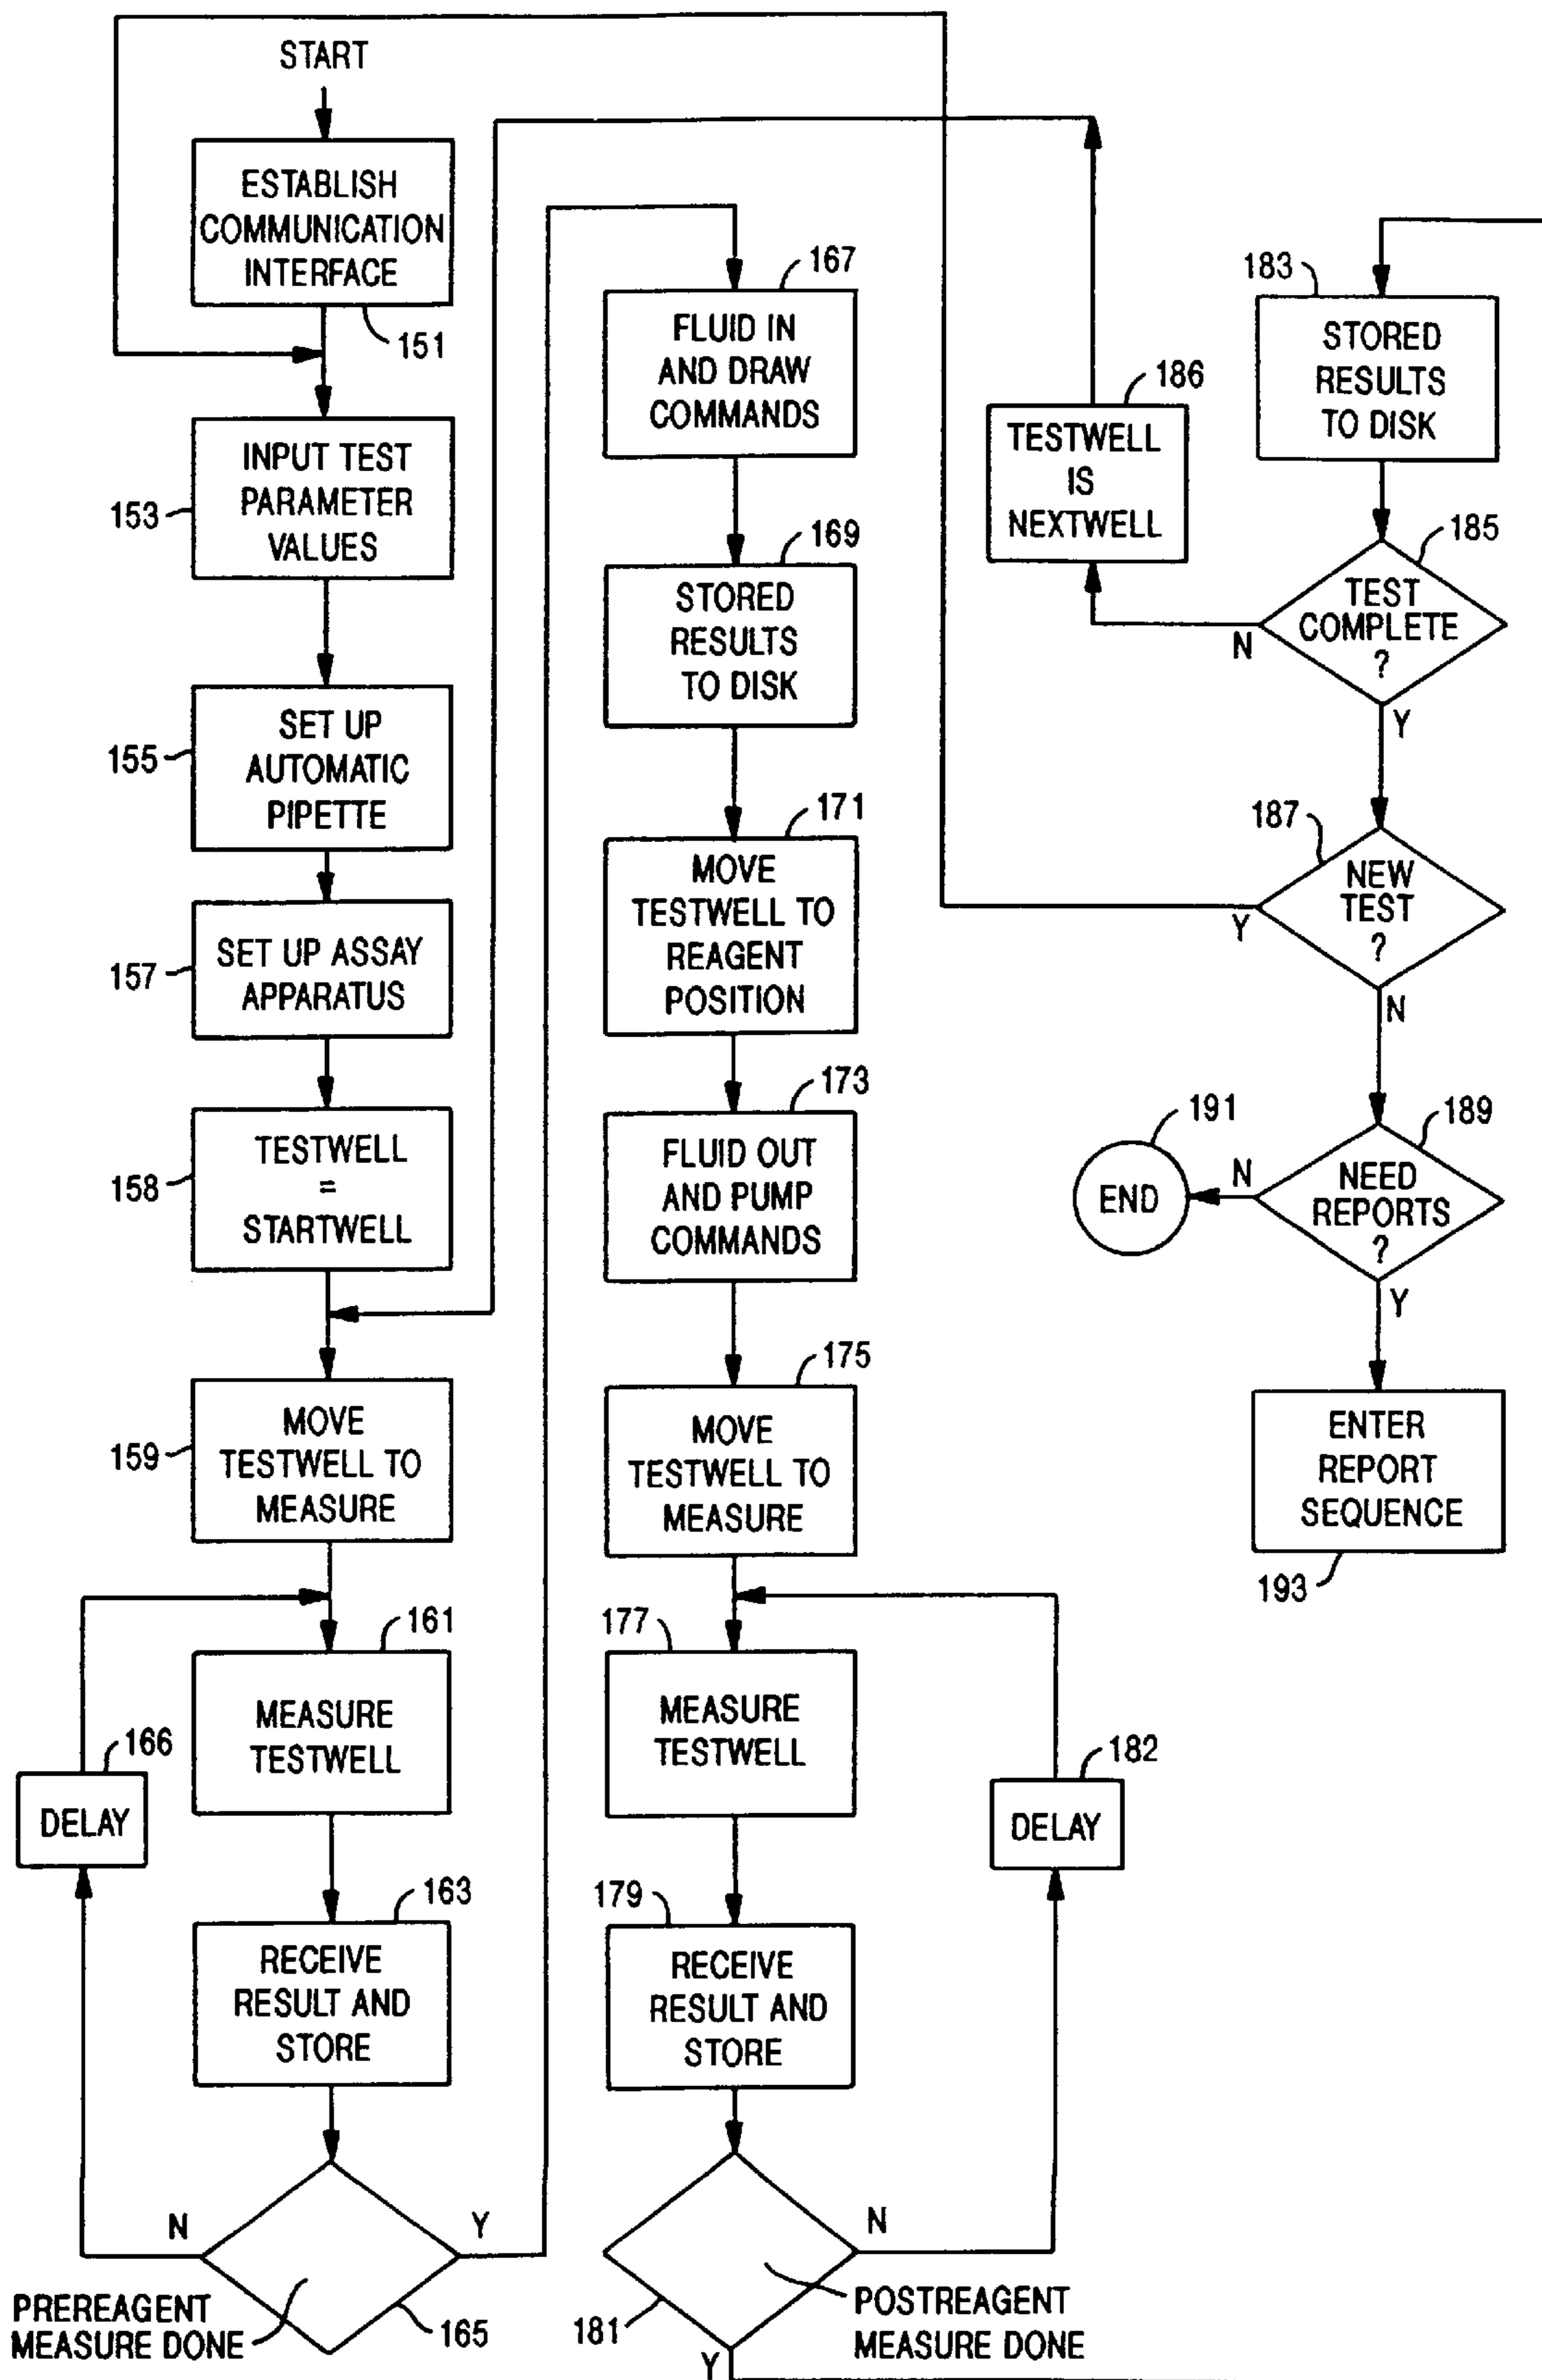 START
ESTABLISH
COMMUNICATION
INTERFACE
151
INPUT TEST
PARAMETER
VALUES
153
SET UP
AUTOMATIC
PIPETTE
155
SET UP ASSAY
APPARATUS
157
TESTWELL
=
STARTWELL
158
MOVE
TESTWELL TO
MEASURE
159
161
MEASURE
TESTWELL
166
DELAY
163
RECEIVE
RESULT AND
STORE
N
Y
PREREAGENT
MEASURE DONE
165
167
FLUID IN
AND DRAW
COMMANDS
169
STORED
RESULTS
TO DISK
171
MOVE
TESTWELL TO
REAGENT
POSITION
173
FLUID OUT
AND PUMP
COMMANDS
175
MOVE
TESTWELL TO
MEASURE
177
MEASURE
TESTWELL
182
DELAY
179
RECEIVE
RESULT AND
STORE
N
181
POSTREAGENT
MEASURE DONE
Y
183
STORED
RESULTS
TO DISK
186
TESTWELL
IS
NEXTWELL
185
TEST
COMPLETE
?
N
Y
187
NEW
TEST
?
Y
N
189
NEED
REPORTS
?
N
191
END
Y
ENTER
REPORT
SEQUENCE
193